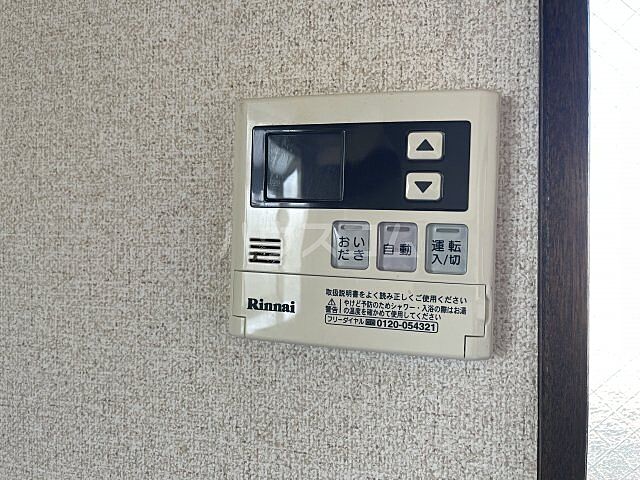 ▲
▼
おい
だき
自動
運転
入/切
Rinnai
取扱説明書をよく読み正しくご使用ください
⚠警告
やけど予防のためシャワー・入浴の際はお湯
の温度を確かめて使用してください
フリーダイヤル 0120-054321